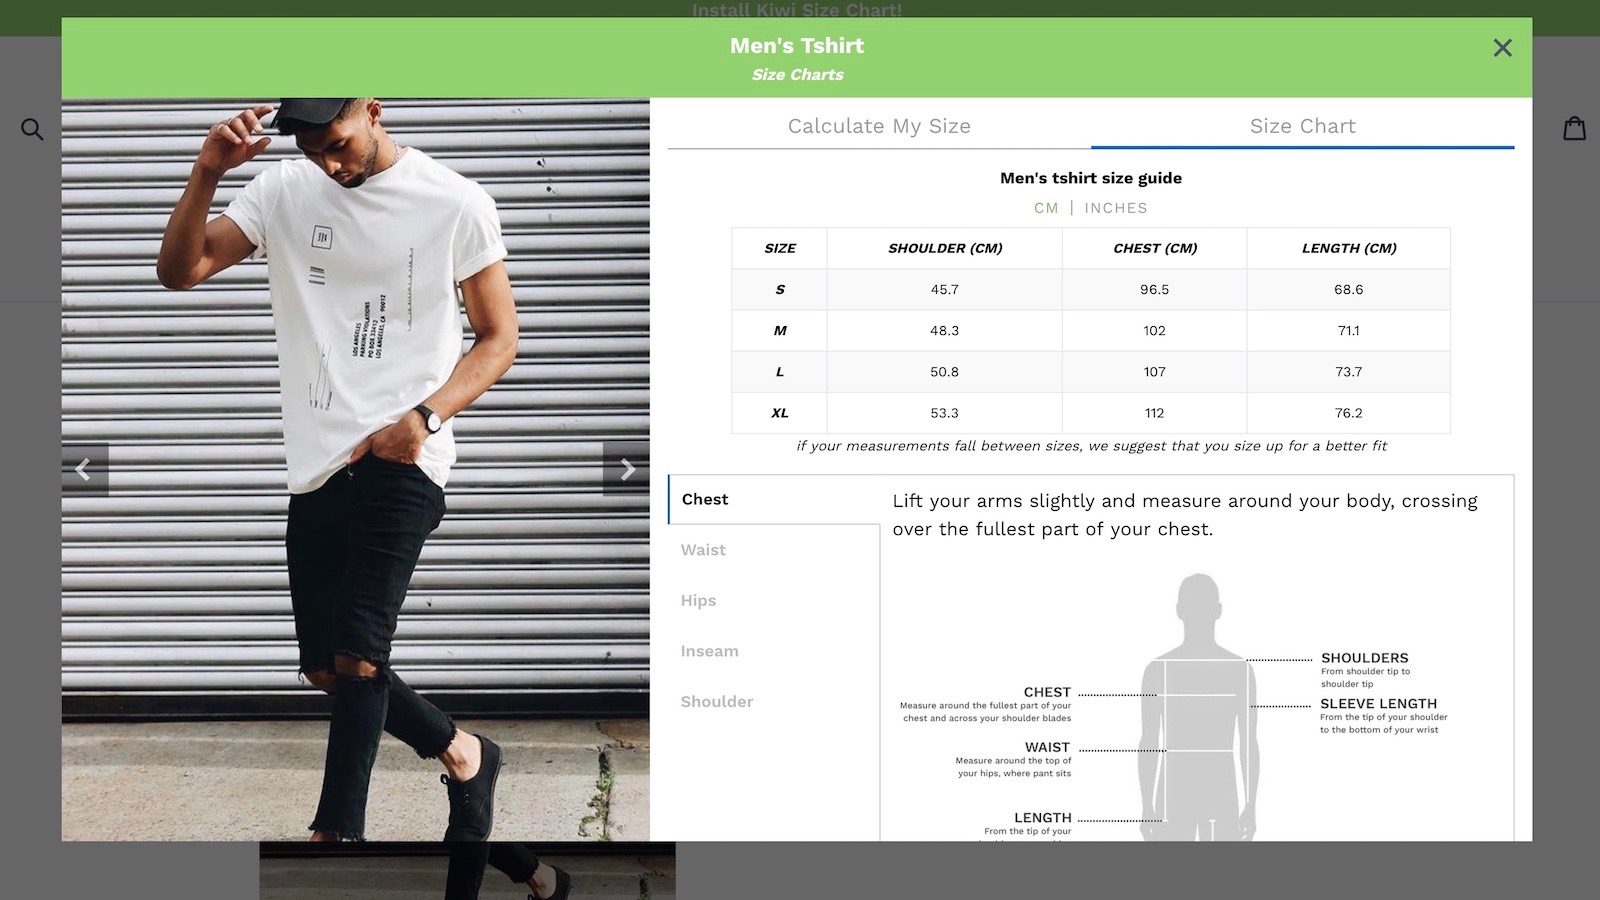 Install Kiwi Size Chart!
Men's Tshirt
Size Charts
LOS ANGELES
PARKING VIOLATIONS
PO BOX 33412
LOS ANGELES, CA 90012
Calculate My Size
Size Chart
Men's tshirt size guide
CM | INCHES
SIZE SHOULDER (CM) CHEST (CM) LENGTH (CM)
S 45.7 96.5 68.6
M 48.3 102 71.1
L 50.8 107 73.7
XL 53.3 112 76.2
if your measurements fall between sizes, we suggest that you size up for a better fit
Chest
Waist
Hips
Inseam
Shoulder
Lift your arms slightly and measure around your body, crossing
over the fullest part of your chest.
CHEST
Measure around the fullest part of your
chest and across your shoulder blades
WAIST
Measure around the top of
your hips, where pant sits
LENGTH
From the tip of your
SHOULDERS
From shoulder tip to
shoulder tip
SLEEVE LENGTH
From the tip of your shoulder
to the bottom of your wrist